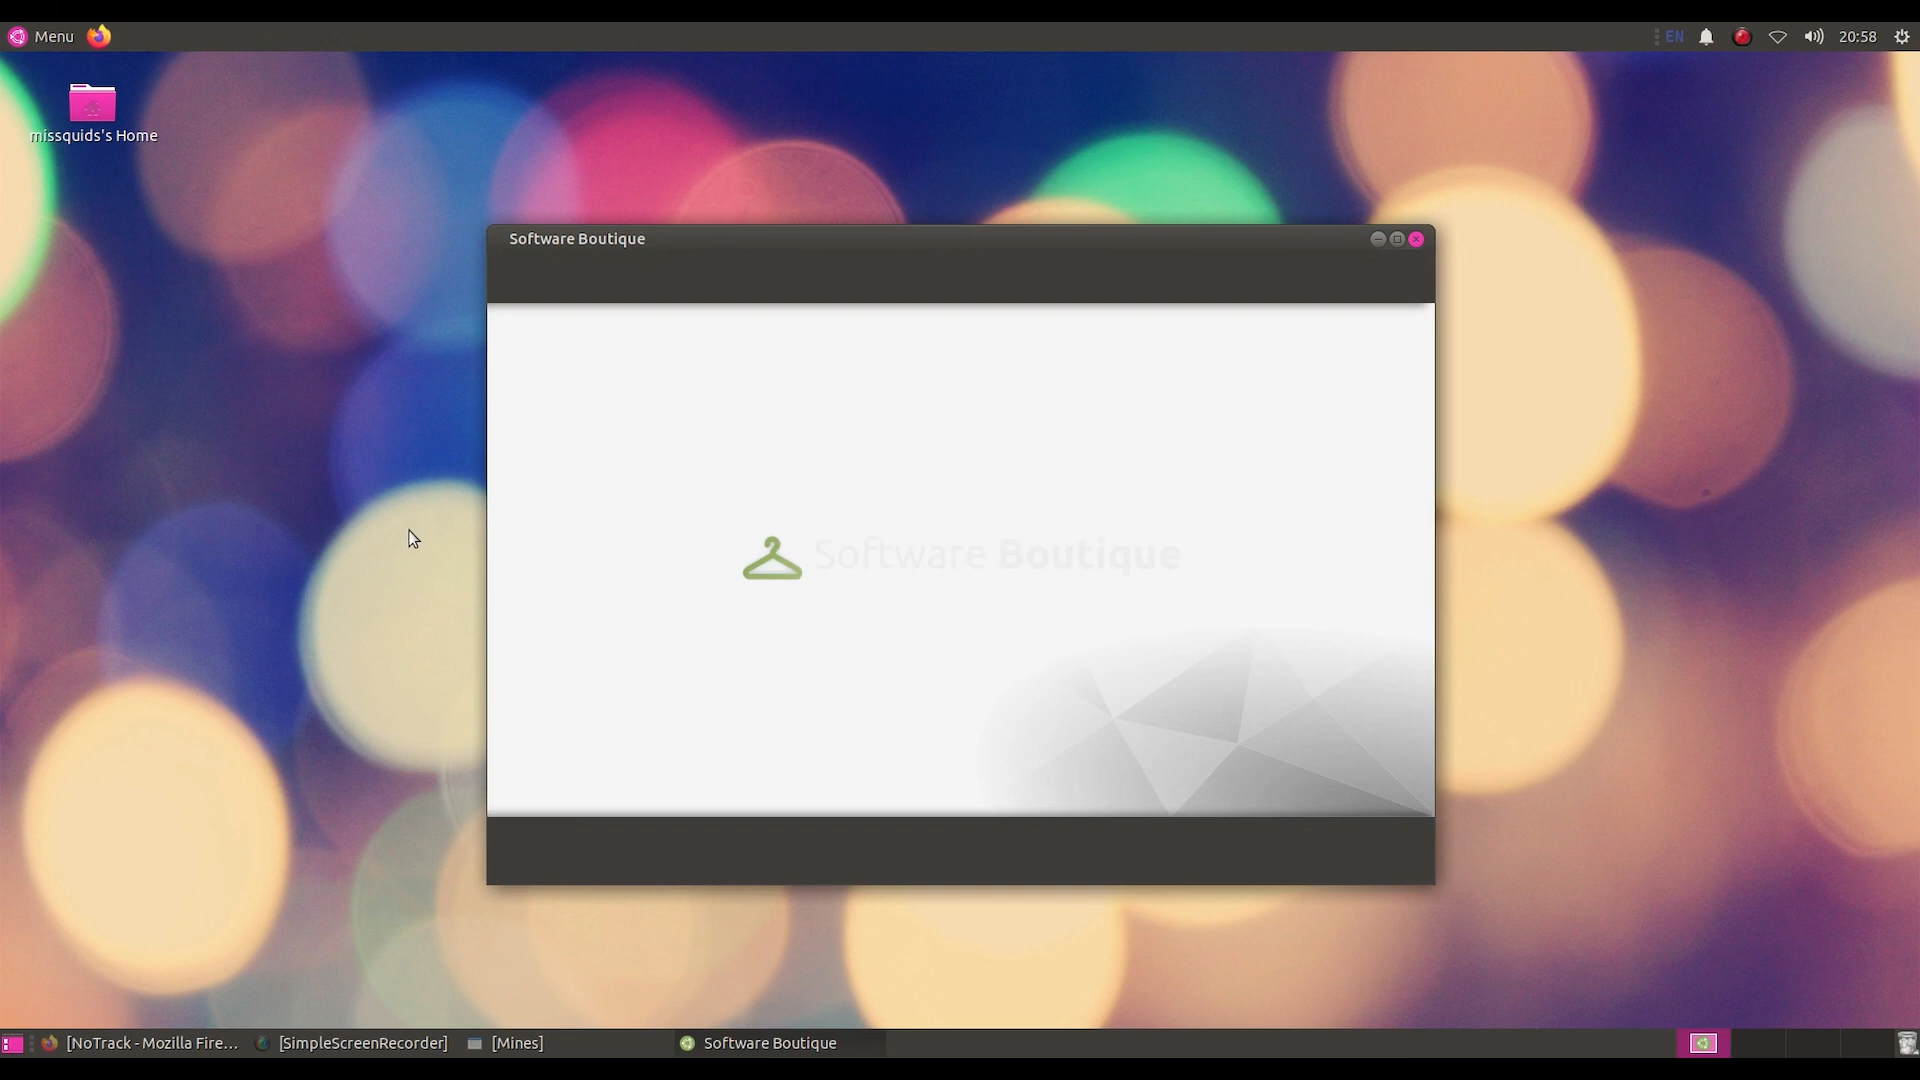 Menu
EN
20:58
missquids's Home
Software Boutique
Software Boutique
[NoTrack - Mozilla Fire...
[SimpleScreenRecorder]
[Mines]
Software Boutique